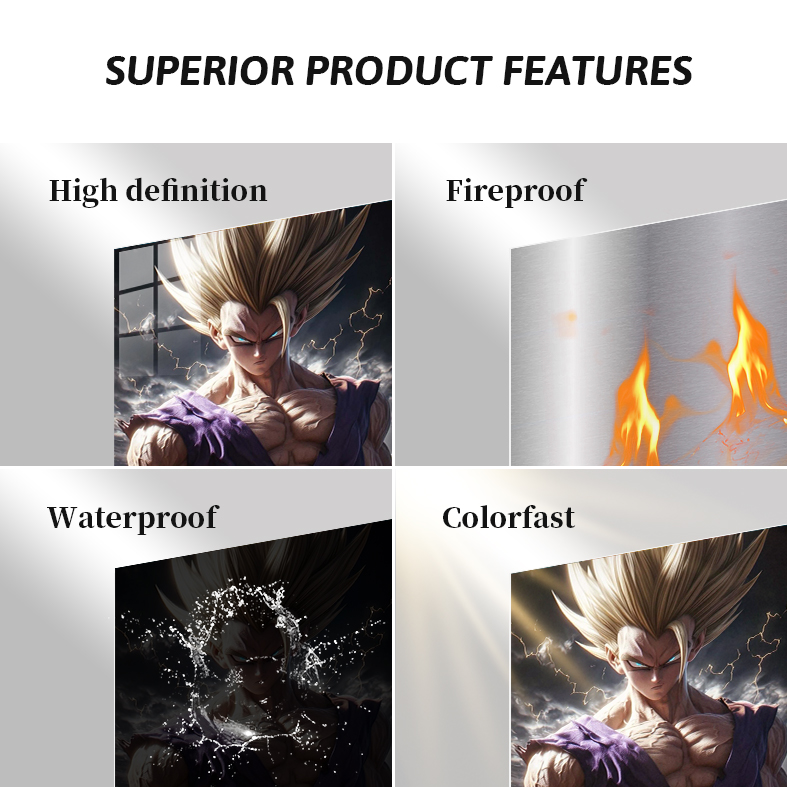 SUPERIOR PRODUCT FEATURES
High definition
Fireproof
Waterproof
Colorfast